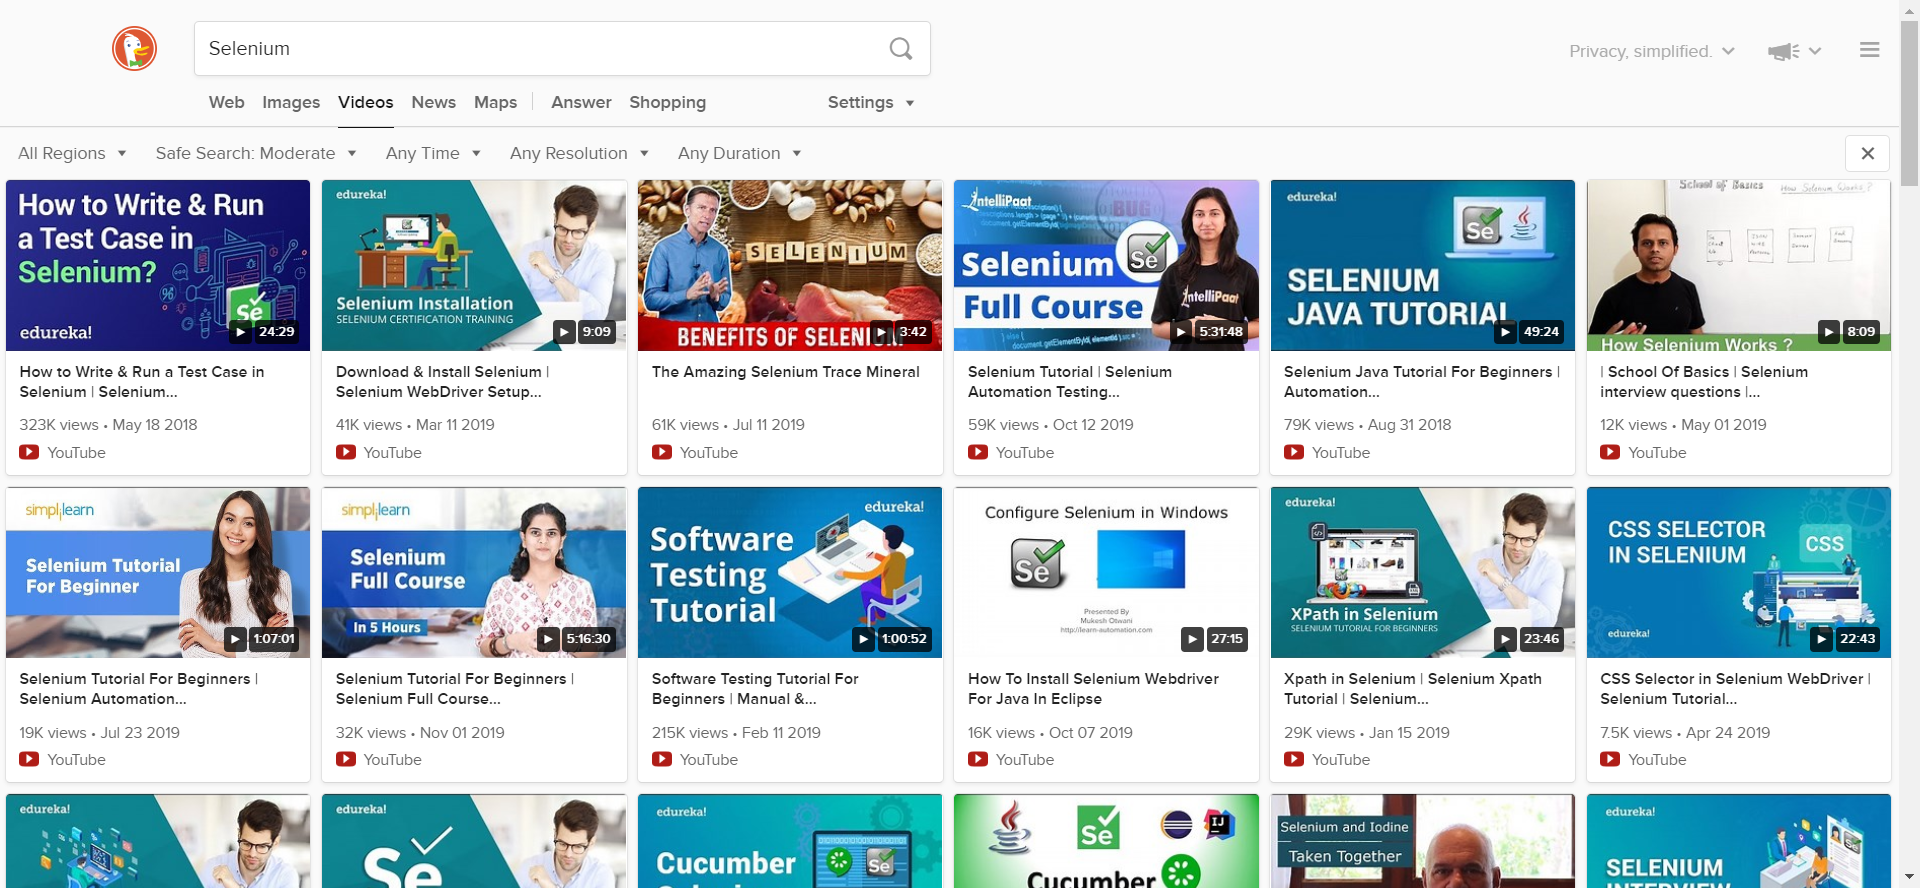 Selenium
Privacy, simplified.
Web Images Videos News Maps Answer Shopping Settings
All Regions Safe Search: Moderate Any Time Any Resolution Any Duration
How to Write & Run
a Test Case in
Selenium?
Se
edureka!
24:29
How to Write & Run a Test Case in
Selenium | Selenium...
323K views • May 18 2018
YouTube
edureka!
Selenium Installation
SELENIUM CERTIFICATION TRAINING
9:09
Download & Install Selenium |
Selenium WebDriver Setup...
41K views • Mar 11 2019
YouTube
SELENIUM
BENEFITS OF SELENIUM
3:42
The Amazing Selenium Trace Mineral
61K views • Jul 11 2019
YouTube
IntelliPaat
BUG
Selenium
Full Course
Se
IntelliPaat
5:31:48
Selenium Tutorial | Selenium
Automation Testing...
59K views • Oct 12 2019
YouTube
edureka!
Se
SELENIUM
JAVA TUTORIAL
49:24
Selenium Java Tutorial For Beginners |
Automation...
79K views • Aug 31 2018
YouTube
School of Basics How Selenium Works ?
How Selenium Works ?
8:09
| School Of Basics | Selenium
interview questions |...
12K views • May 01 2019
YouTube
simplilearn
Selenium Tutorial
For Beginner
1:07:01
Selenium Tutorial For Beginners |
Selenium Automation...
19K views • Jul 23 2019
YouTube
simplilearn
Selenium
Full Course
In 5 Hours
5:16:30
Selenium Tutorial For Beginners |
Selenium Full Course...
32K views • Nov 01 2019
YouTube
edureka!
Software
Testing
Tutorial
1:00:52
Software Testing Tutorial For
Beginners | Manual &...
215K views • Feb 11 2019
YouTube
Configure Selenium in Windows
Se
Presented By
Mukesh Otwani
http://learn-automation.com
27:15
How To Install Selenium Webdriver
For Java In Eclipse
16K views • Oct 07 2019
YouTube
edureka!
XPath in Selenium
SELENIUM TUTORIAL FOR BEGINNERS
23:46
Xpath in Selenium | Selenium Xpath
Tutorial | Selenium...
29K views • Jan 15 2019
YouTube
CSS SELECTOR
IN SELENIUM
CSS
edureka!
22:43
CSS Selector in Selenium WebDriver |
Selenium Tutorial...
7.5K views • Apr 24 2019
YouTube
edureka!
edureka!
Se
edureka!
Cucumber
Se
Se
IJ
Cucumber
Selenium and Iodine
Taken Together
edureka!
SELENIUM
INTERVIEW